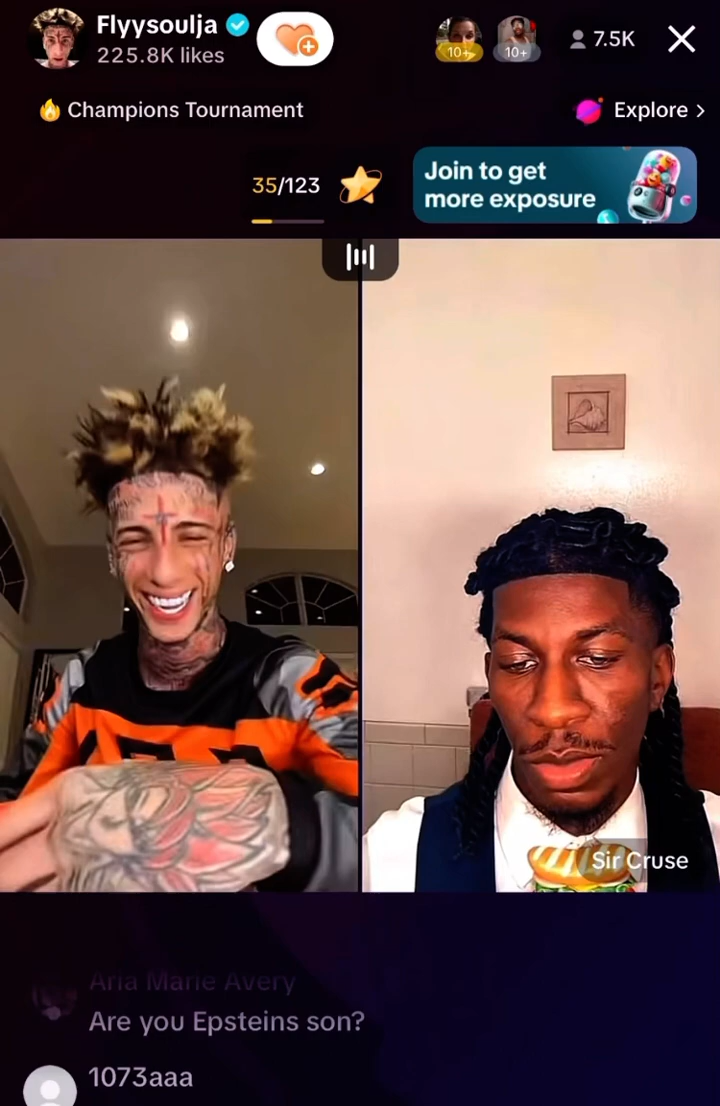 Flyysoulja
225.8K likes
10+
10+
7.5K
Champions Tournament
Explore >
35/123
Join to get
more exposure
Sir Cruse
Aria Marie Avery
Are you Epsteins son?
1073aaa